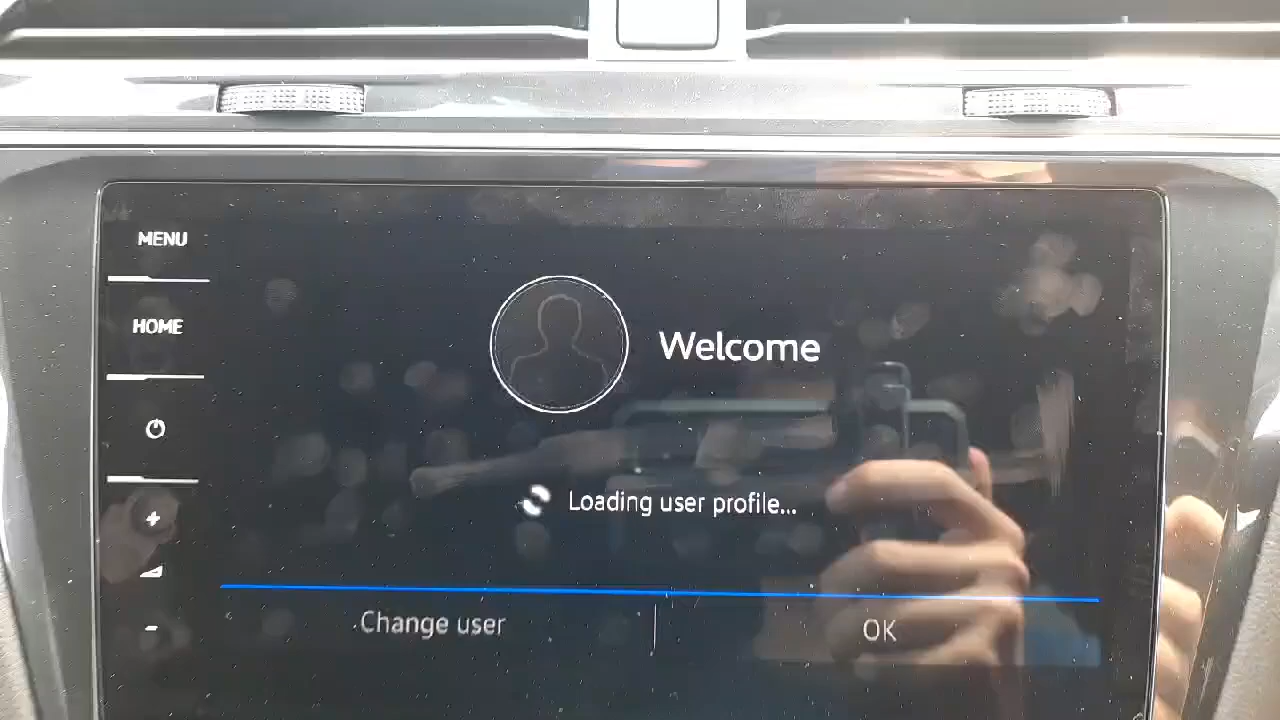 MENU
HOME
Welcome
Loading user profile...
Change user
OK
+
-